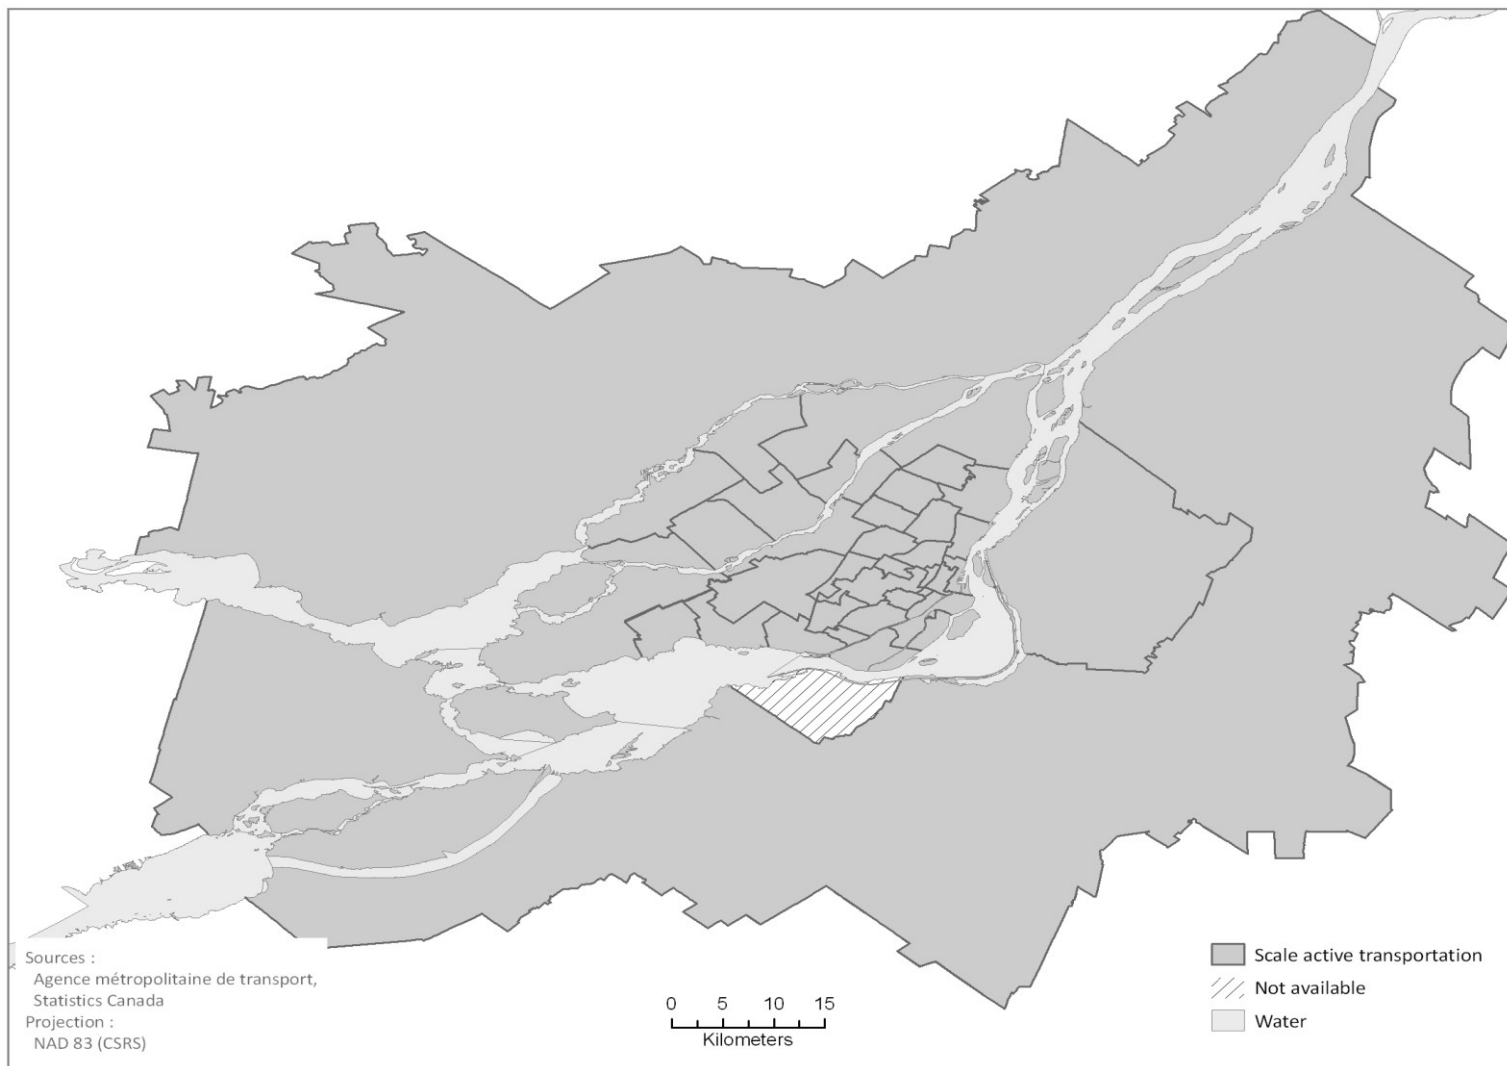 Sources :
Agence métropolitaine de transport,
Statistics Canada
Projection :
NAD 83 (CSRS)
0 5 10 15
Kilometers
Scale active transportation
Not available
Water